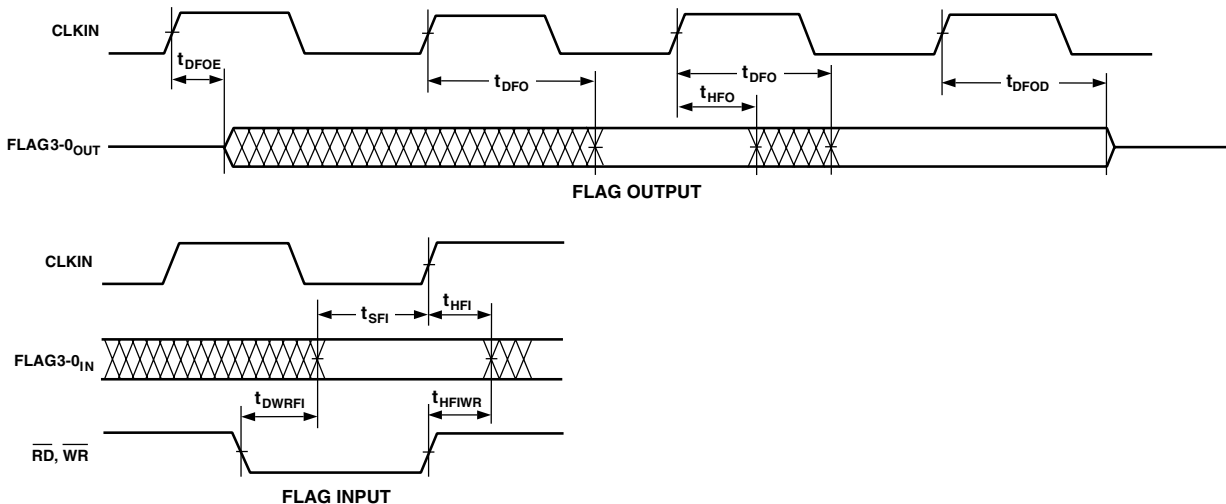 CLKIN
tDFOE
tDFO
tDFO
tHFO
tDFOD
FLAG3-0OUT
FLAG OUTPUT
CLKIN
tSFI
tHFI
FLAG3-0IN
tDWRFI
tHFIWR
RD, WR
FLAG INPUT